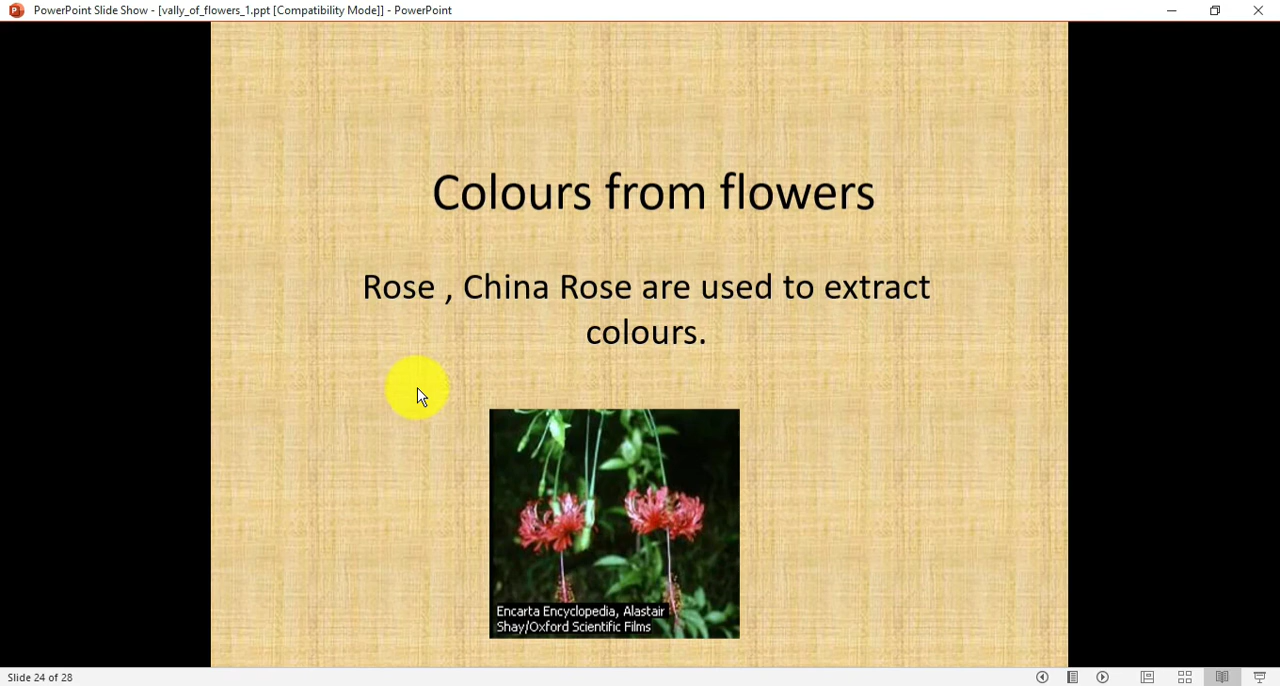 PowerPoint Slide Show - [vally_of_flowers_1.ppt [Compatibility Mode]] - PowerPoint
Colours from flowers
Rose , China Rose are used to extract
colours.
Encarta Encyclopedia, Alastair
Shay/Oxford Scientific Films
Slide 24 of 28